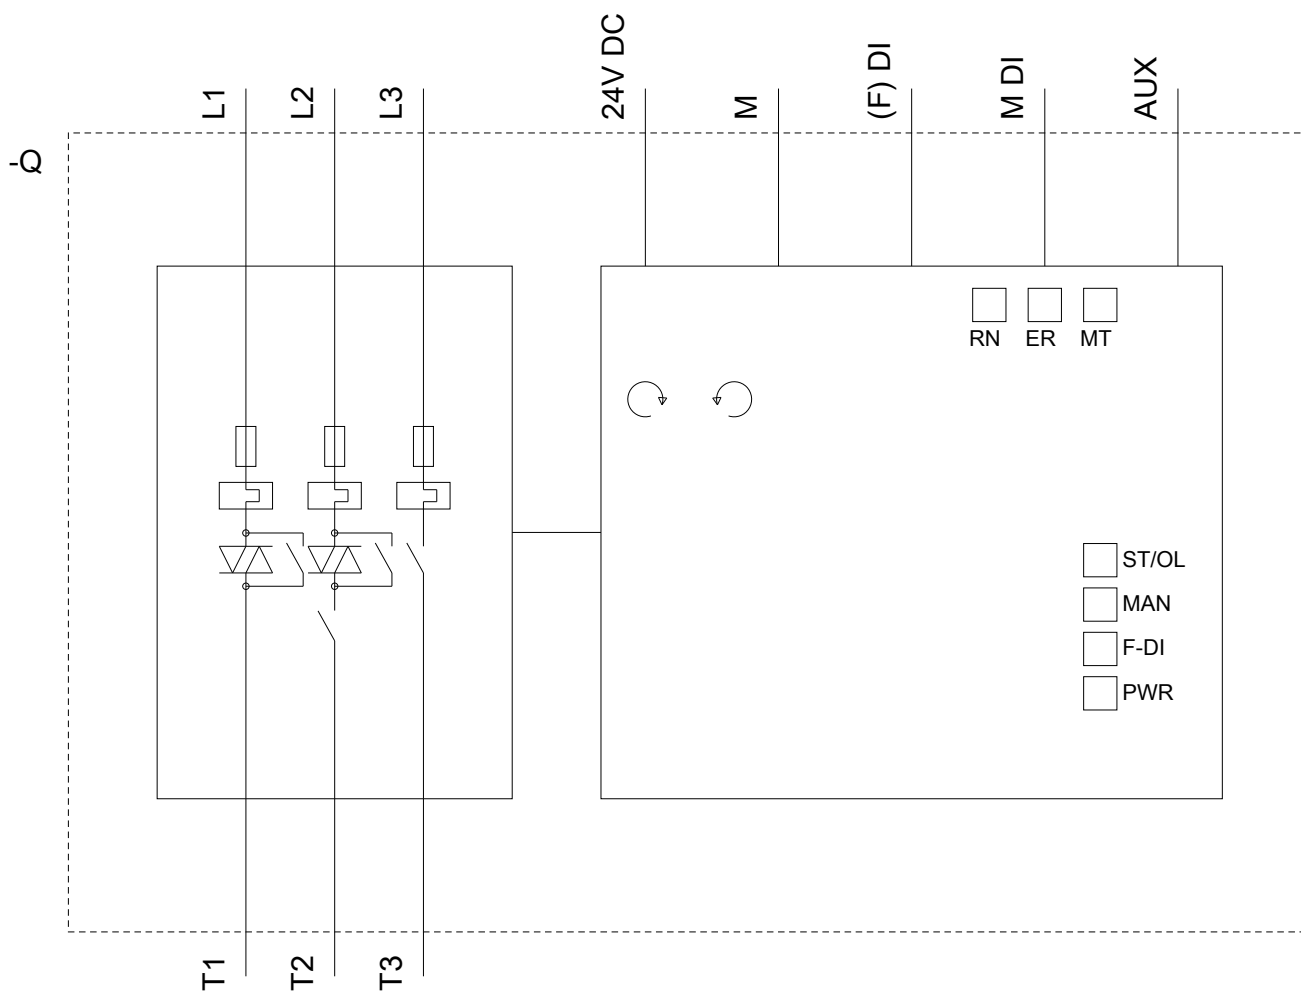 L1
L2
L3
24V DC
M
(F) DI
M DI
AUX
-Q
RN
ER
MT
ST/OL
MAN
F-DI
PWR
T1
T2
T3